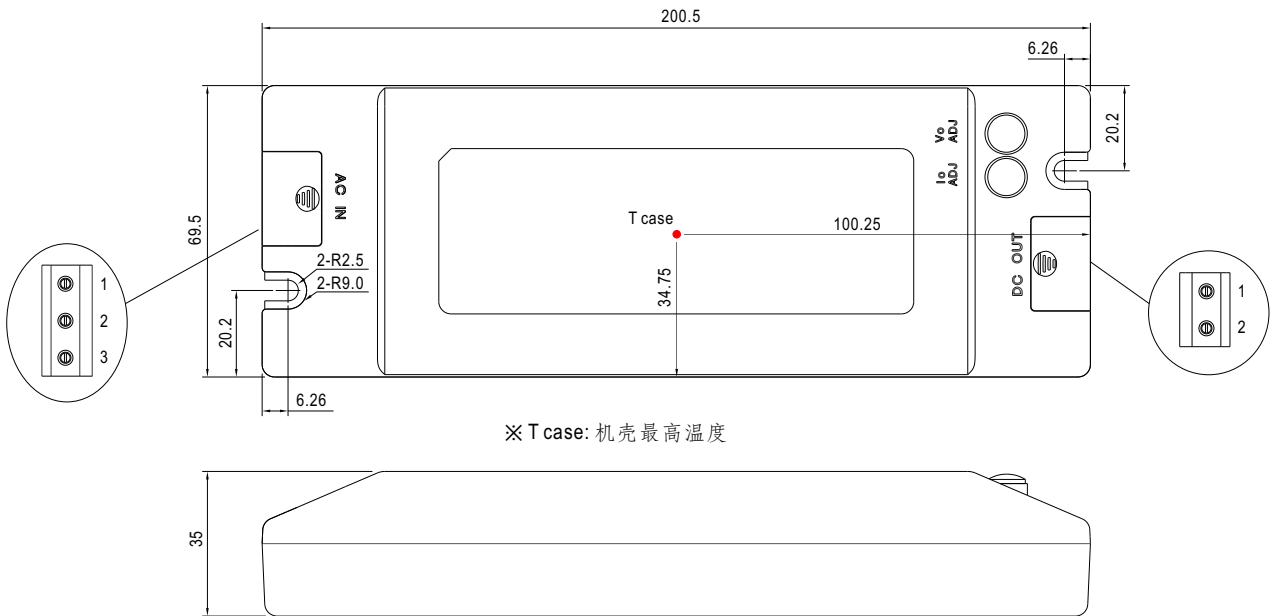 200.5
6.26
20.2
Vo
ADJ
Io
ADJ
AC IN
69.5
T case
100.25
34.75
DC OUT
2-R2.5
2-R9.0
1
2
3
1
2
20.2
6.26
※ T case: 机壳最高温度
35